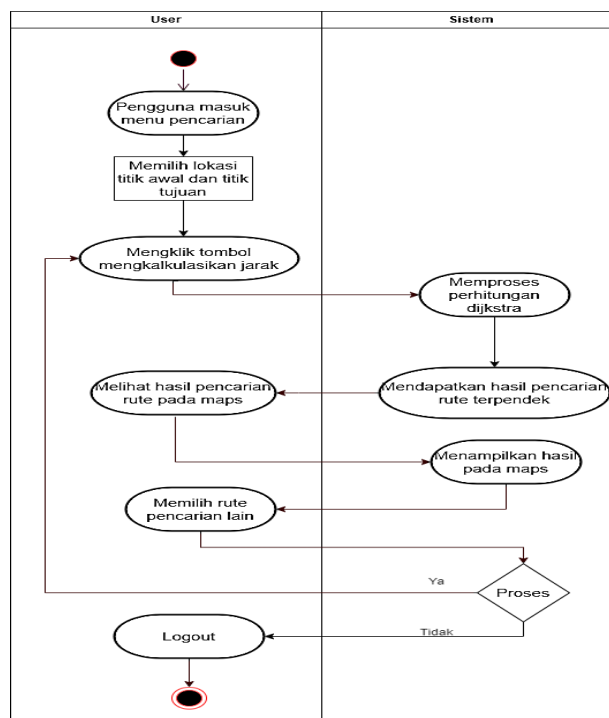 User
Sistem
Pengguna masuk
menu pencarian
Memilih lokasi
titik awal dan titik
tujuan
Mengklik tombol
mengkalkulasikan jarak
Memproses
perhitungan
dijkstra
Melihat hasil pencarian
rute pada maps
Mendapatkan hasil pencarian
rute terpendek
Menampilkan hasil
pada maps
Memilih rute
pencarian lain
Ya
Proses
Tidak
Logout